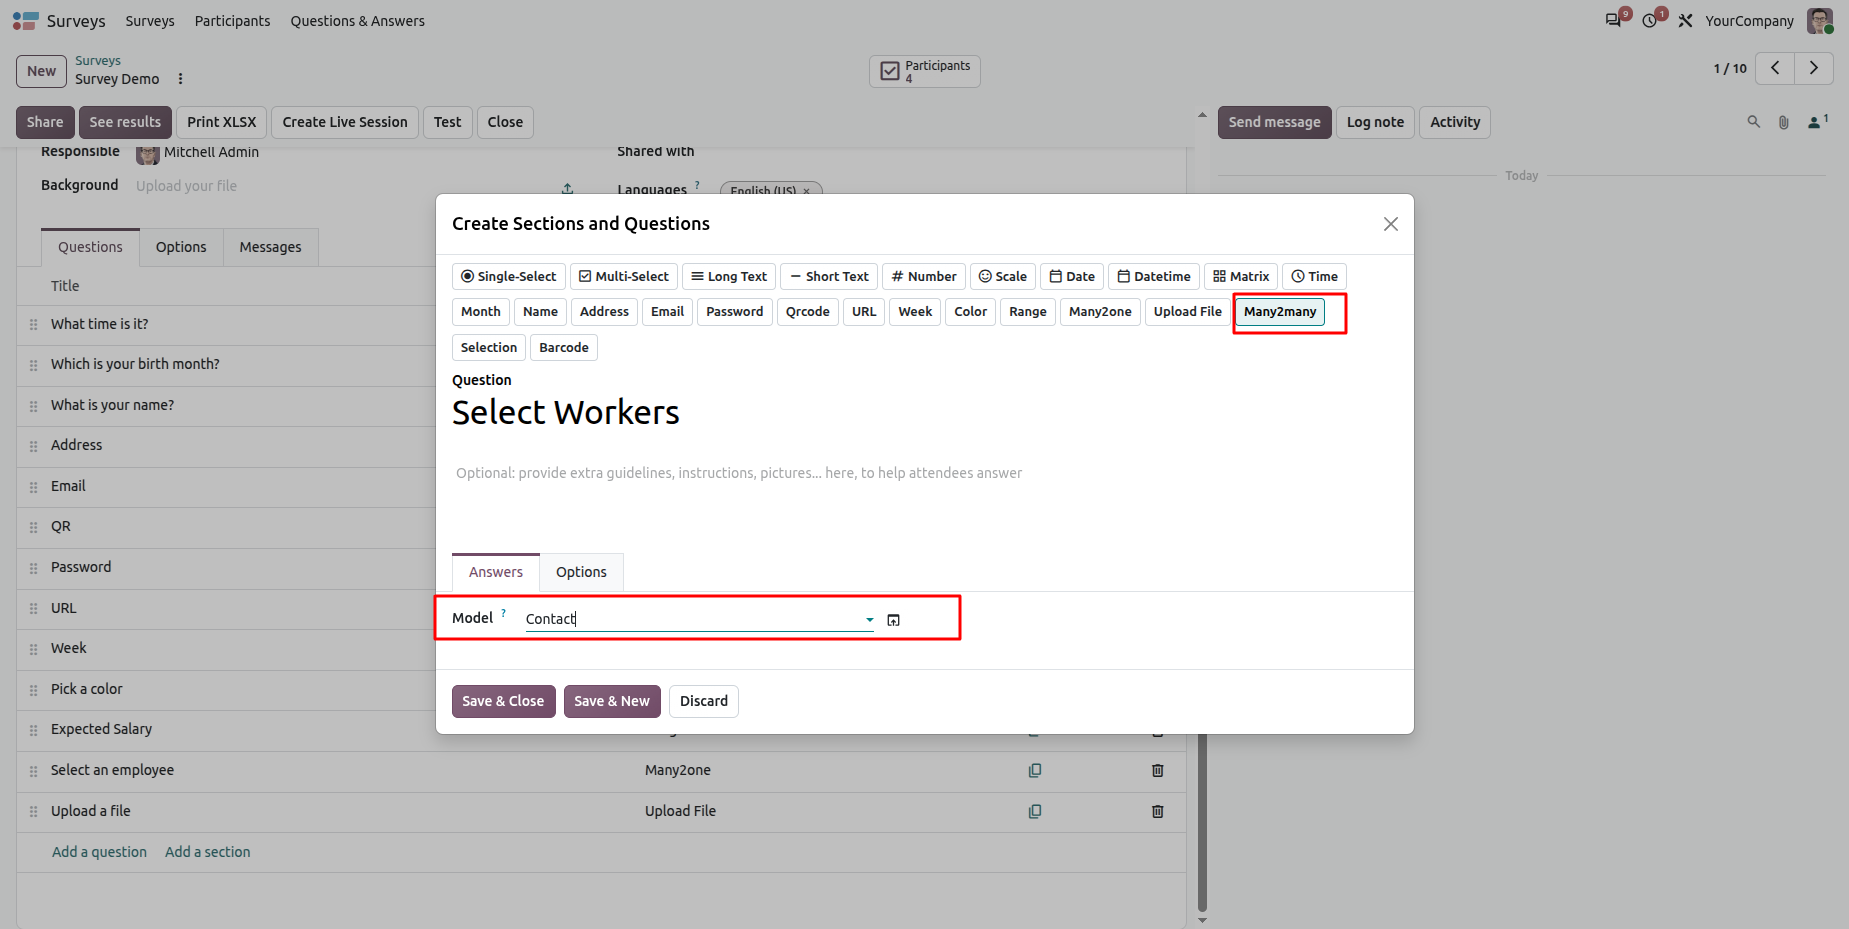 Surveys
Surveys Participants Questions & Answers
9 1 YourCompany
New
Surveys
Survey Demo
Participants
4
1 / 10
Share See results Print XLSX Create Live Session Test Close
Send message Log note Activity 1
Responsible Mitchell Admin Shared with
Today
Background Upload your file Languages ? English (US) ×
Questions Options Messages
Title
What time is it?
Which is your birth month?
What is your name?
Address
Email
QR
Password
URL
Week
Pick a color
Expected Salary
Select an employee Many2one
Upload a file Upload File
Add a question Add a section
Create Sections and Questions
Single-Select Multi-Select Long Text Short Text Number Scale Date Datetime Matrix Time
Month Name Address Email Password Qrcode URL Week Color Range Many2one Upload File Many2many
Selection Barcode
Question
Select Workers
Optional: provide extra guidelines, instructions, pictures... here, to help attendees answer
Answers Options
Model ? Contact
Save & Close Save & New Discard